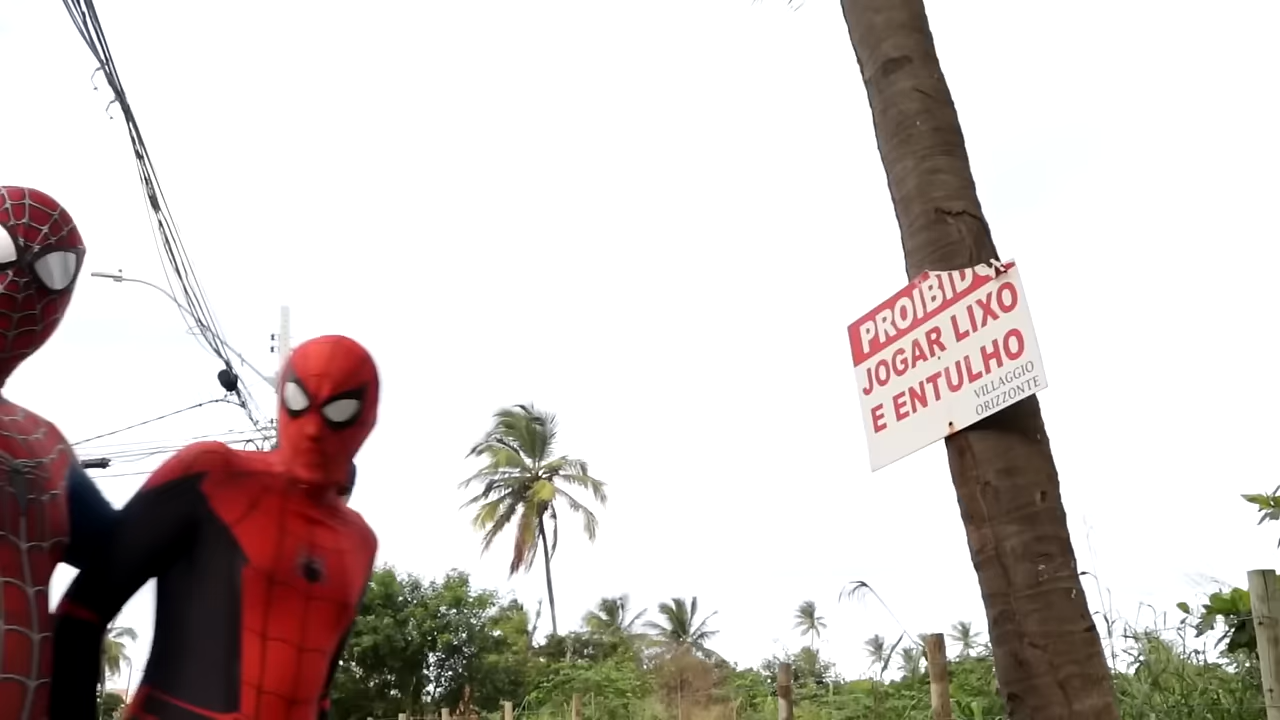 PROIBIDO
JOGAR LIXO
E ENTULHO
VILLAGGIO
ORIZZONTE